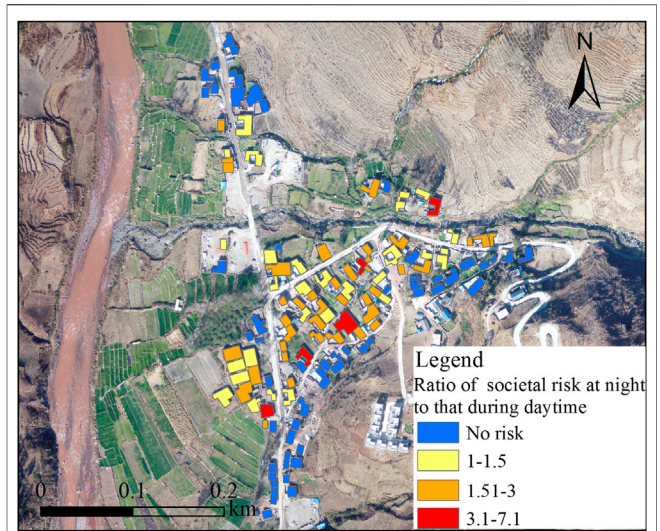 N
Legend
Ratio of societal risk at night
to that during daytime
No risk
1-1.5
1.51-3
3.1-7.1
0 0.1 0.2
km